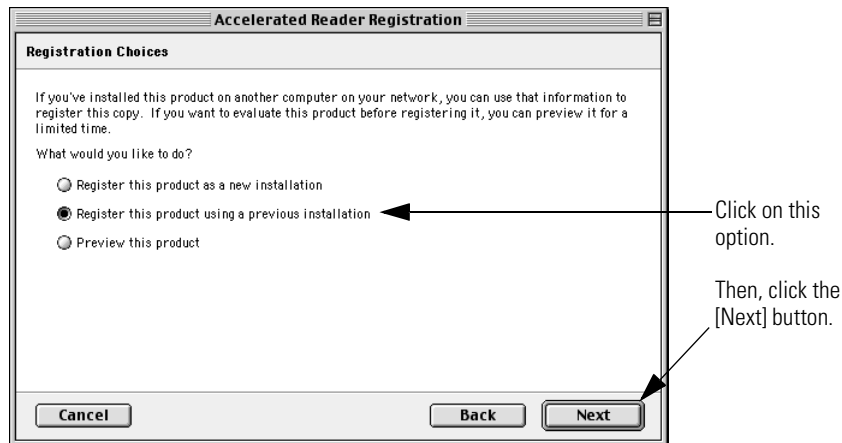 Accelerated Reader Registration
Registration Choices
If you've installed this product on another computer on your network, you can use that information to
register this copy. If you want to evaluate this product before registering it, you can preview it for a
limited time.
What would you like to do?
Register this product as a new installation
Register this product using a previous installation
Preview this product
Click on this
option.
Then, click the
[Next] button.
Cancel
Back
Next